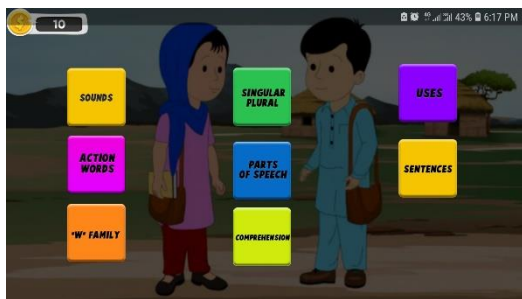 10
43% 6:17 PM
SOUNDS
SINGULAR
PLURAL
USES
ACTION
WORDS
PARTS
OF SPEECH
SENTENCES
"W" FAMILY
COMPREHENSION